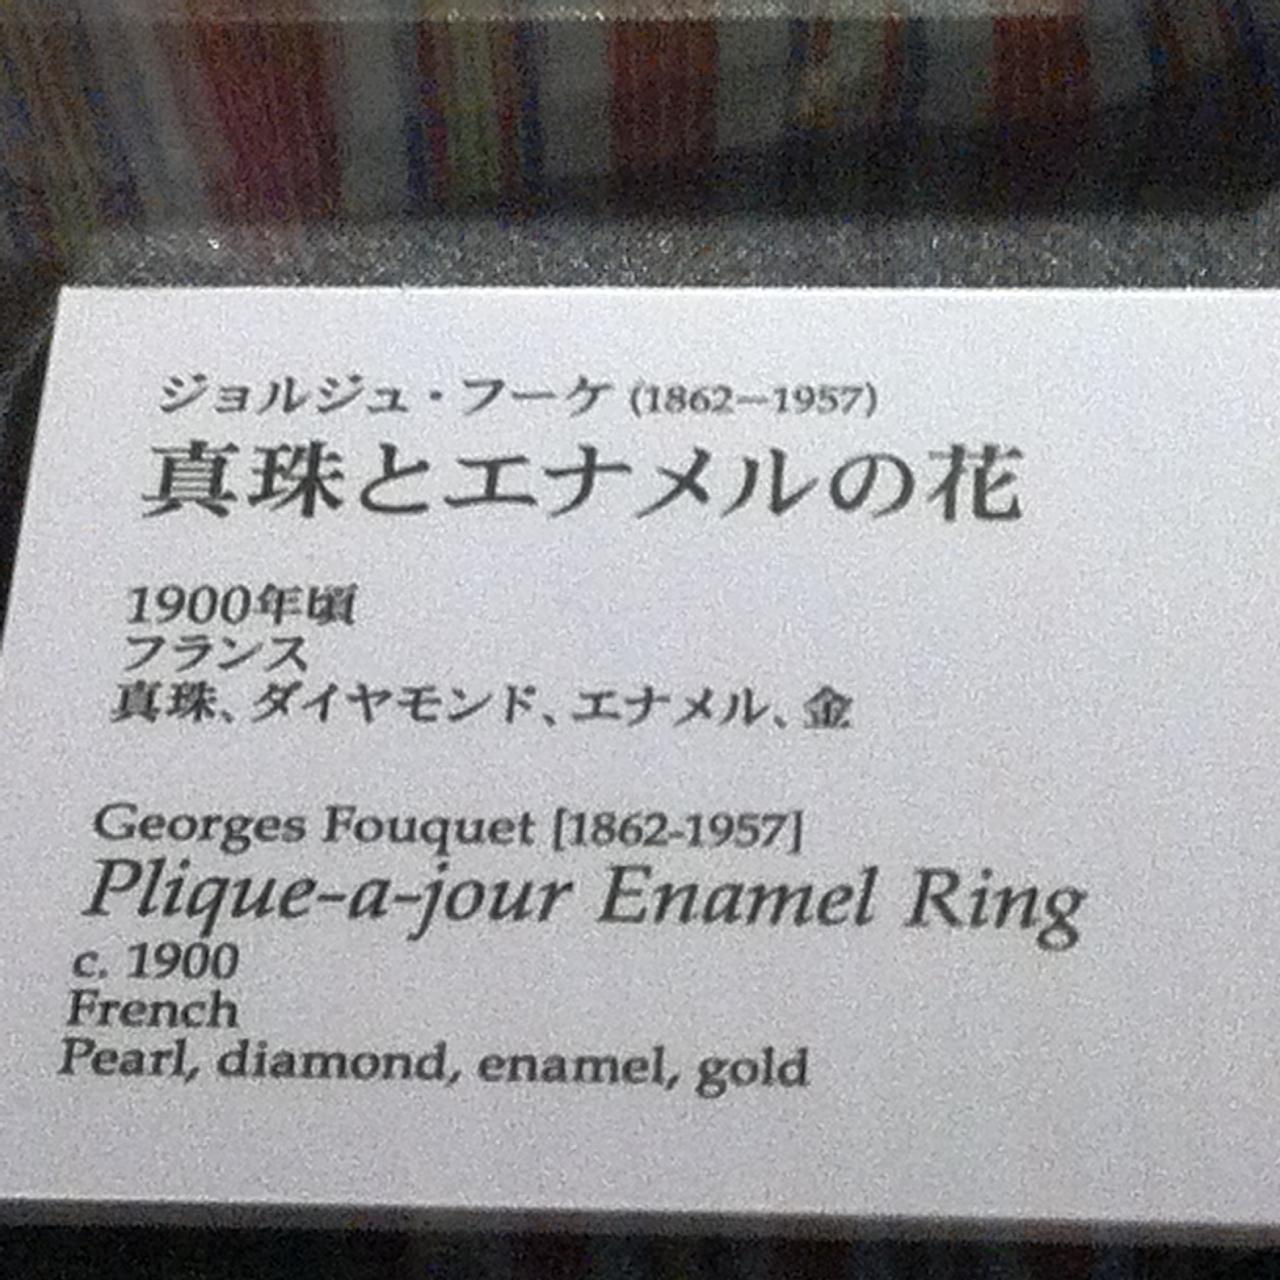 ジョルジュ・フーケ (1862−1957)
真珠とエナメルの花
1900年頃
フランス
真珠、ダイヤモンド、エナメル、金
Georges Fouquet [1862-1957]
Plique-a-jour Enamel Ring
c. 1900
French
Pearl, diamond, enamel, gold